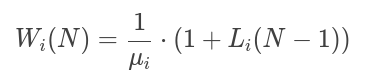 W_i(N) = \frac{1}{\mu_i} \cdot (1 + L_i(N − 1))